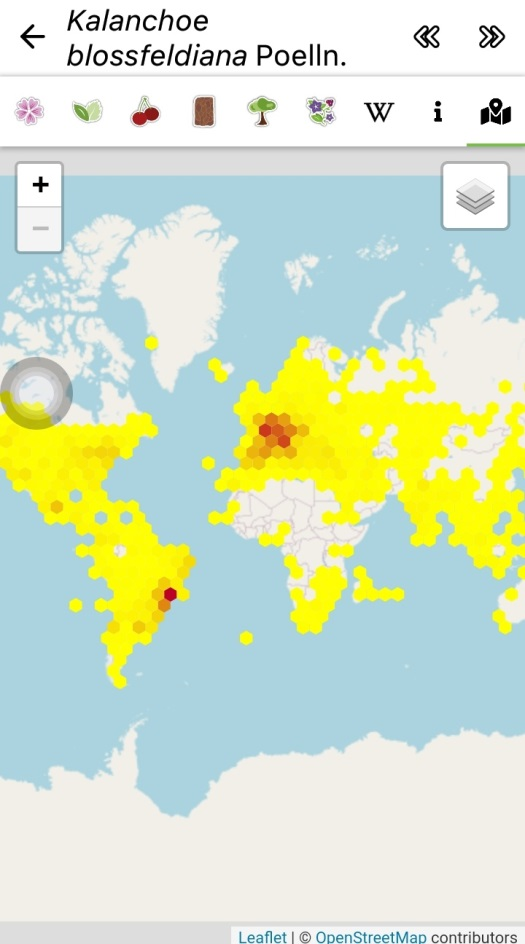 Kalanchoe
blossfeldiana Poelln.
W i
+
−
Leaflet | © OpenStreetMap contributors